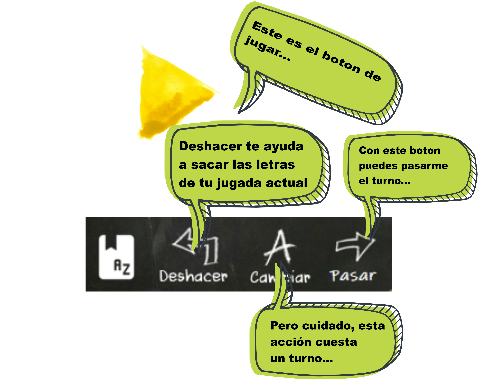 Este es el boton de
jugar...
Deshacer te ayuda
a sacar las letras
de tu jugada actual
Con este boton
puedes pasarme
el turno...
AZ
Deshacer
Cambiar
Pasar
Pero cuidado, esta
acción cuesta
un turno...